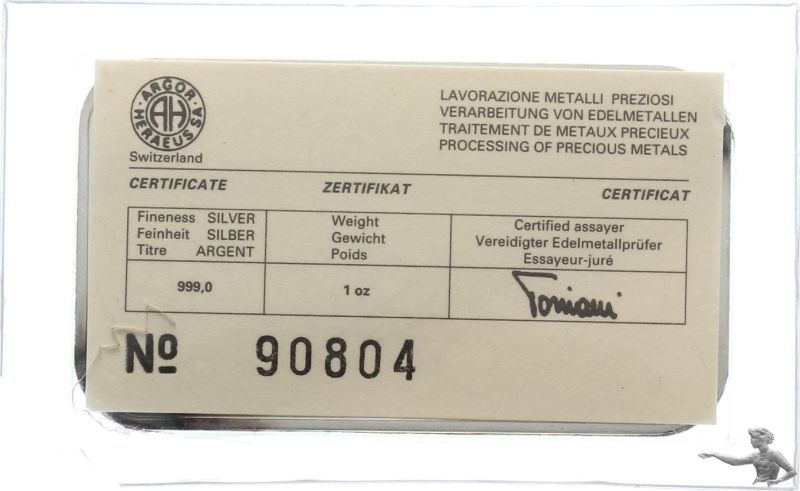 ARGOR
AH
HERAEUS SA
Switzerland
LAVORAZIONE METALLI PREZIOSI
VERARBEITUNG VON EDELMETALLEN
TRAITEMENT DE METAUX PRECIEUX
PROCESSING OF PRECIOUS METALS
CERTIFICATE ZERTIFIKAT CERTIFICAT
Fineness SILVER
Feinheit SILBER
Titre ARGENT
Weight
Gewicht
Poids
Certified assayer
Vereidigter Edelmetallprüfer
Essayeur-juré
999,0
1 oz
Tomiani
No 90804